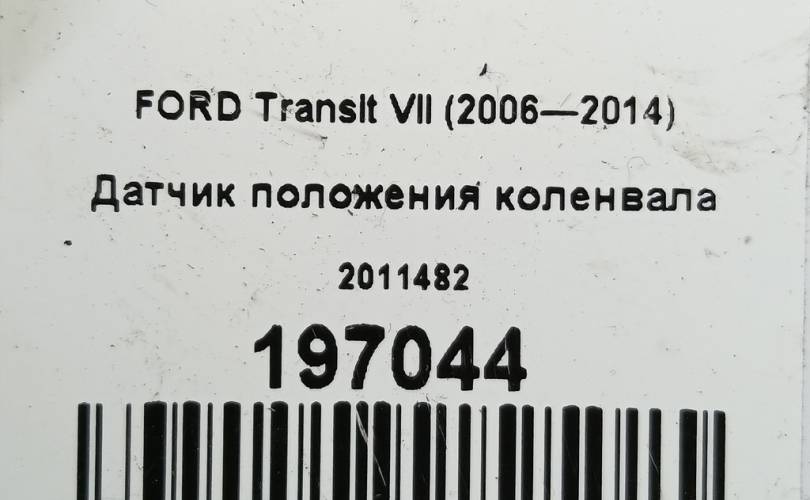 FORD Transit VII (2006—2014)
Датчик положения коленвала
2011482
197044